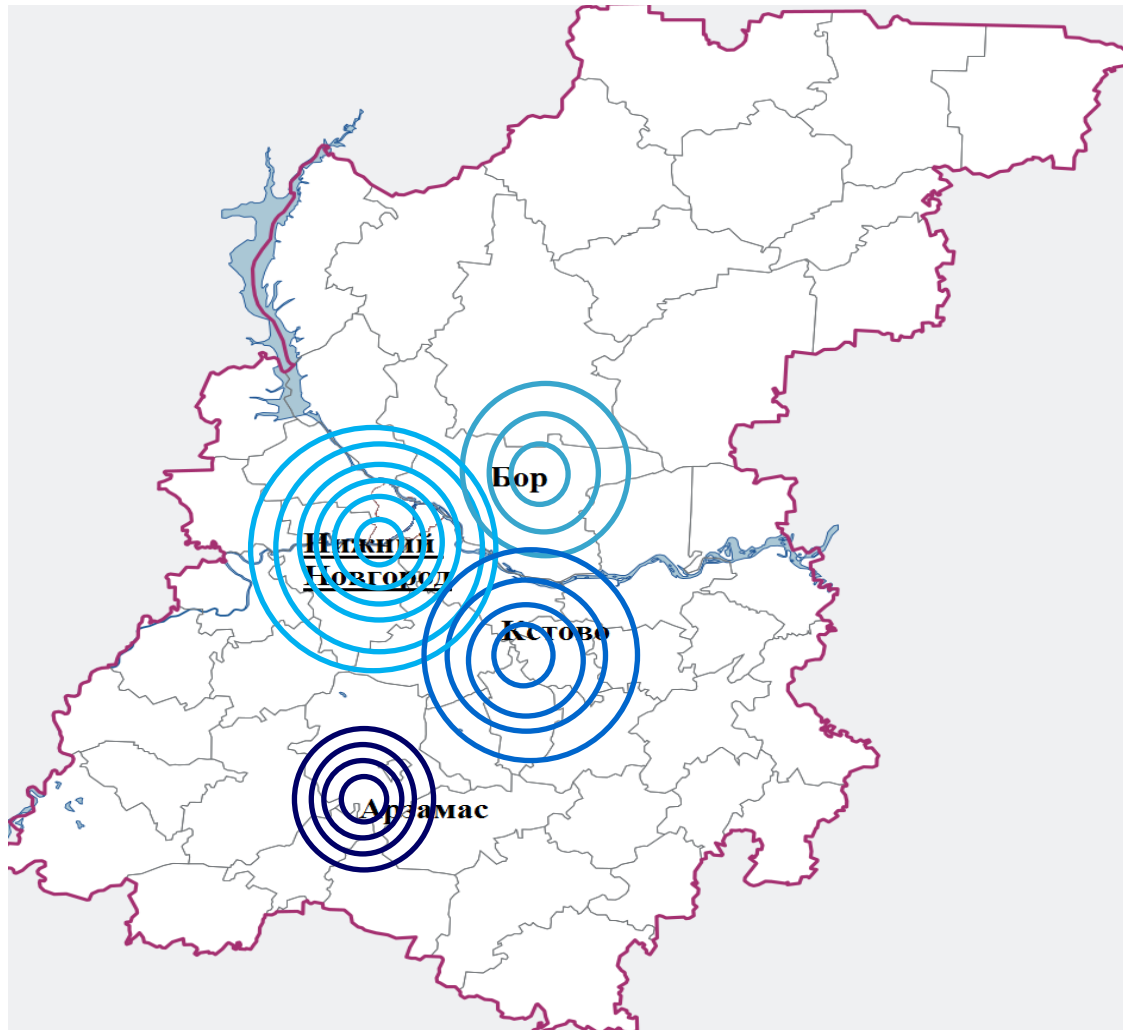 Бор
Нижний
Новгород
Кстово
Арзамас